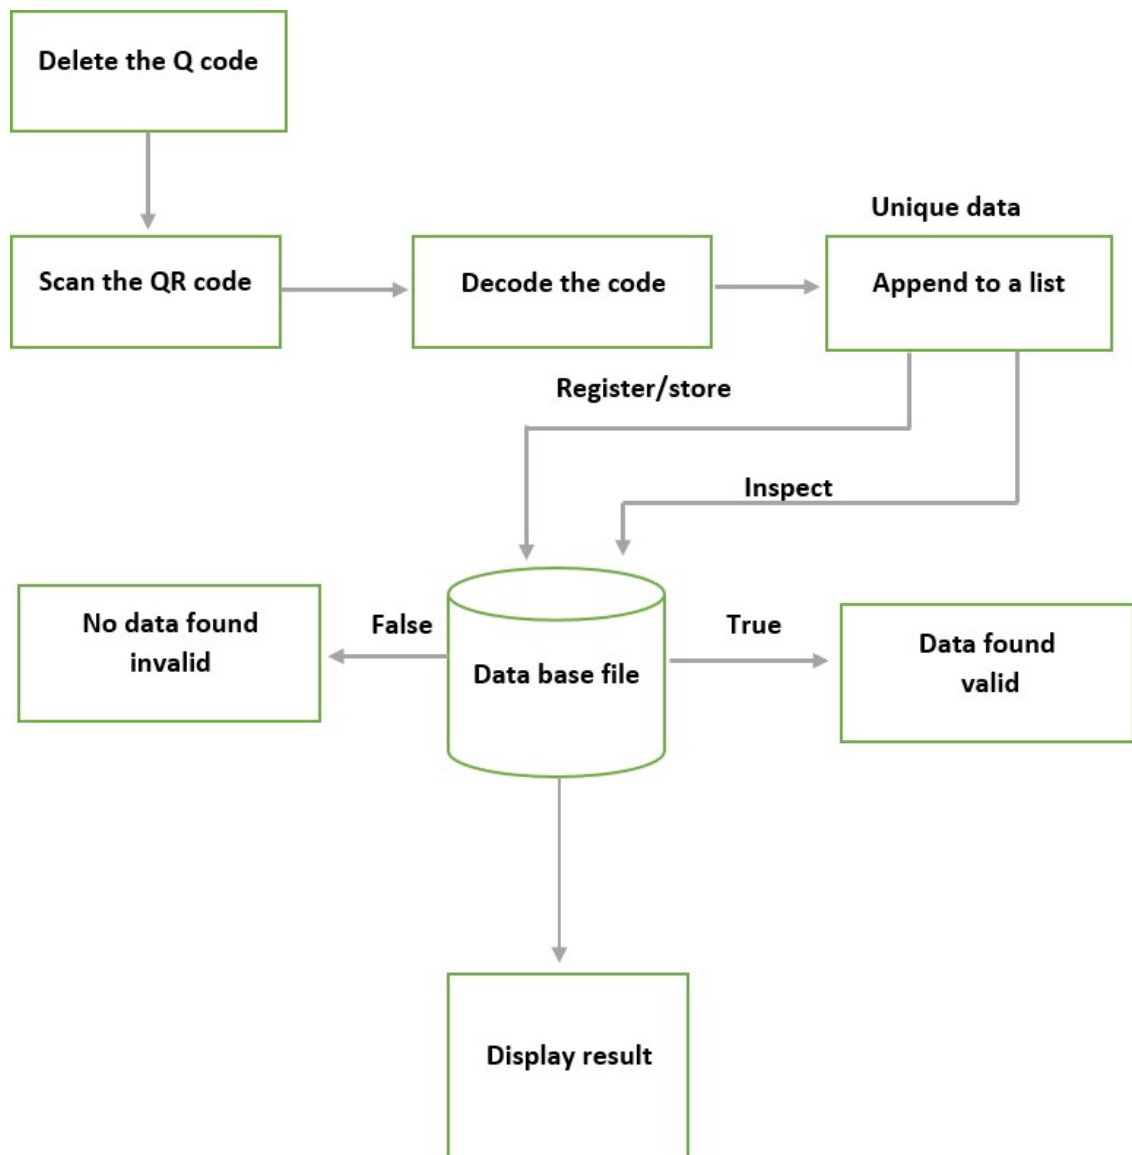 Delete the Q code
Unique data
Scan the QR code
Decode the code
Append to a list
Register/store
Inspect
No data found
invalid
False
Data base file
True
Data found
valid
Display result